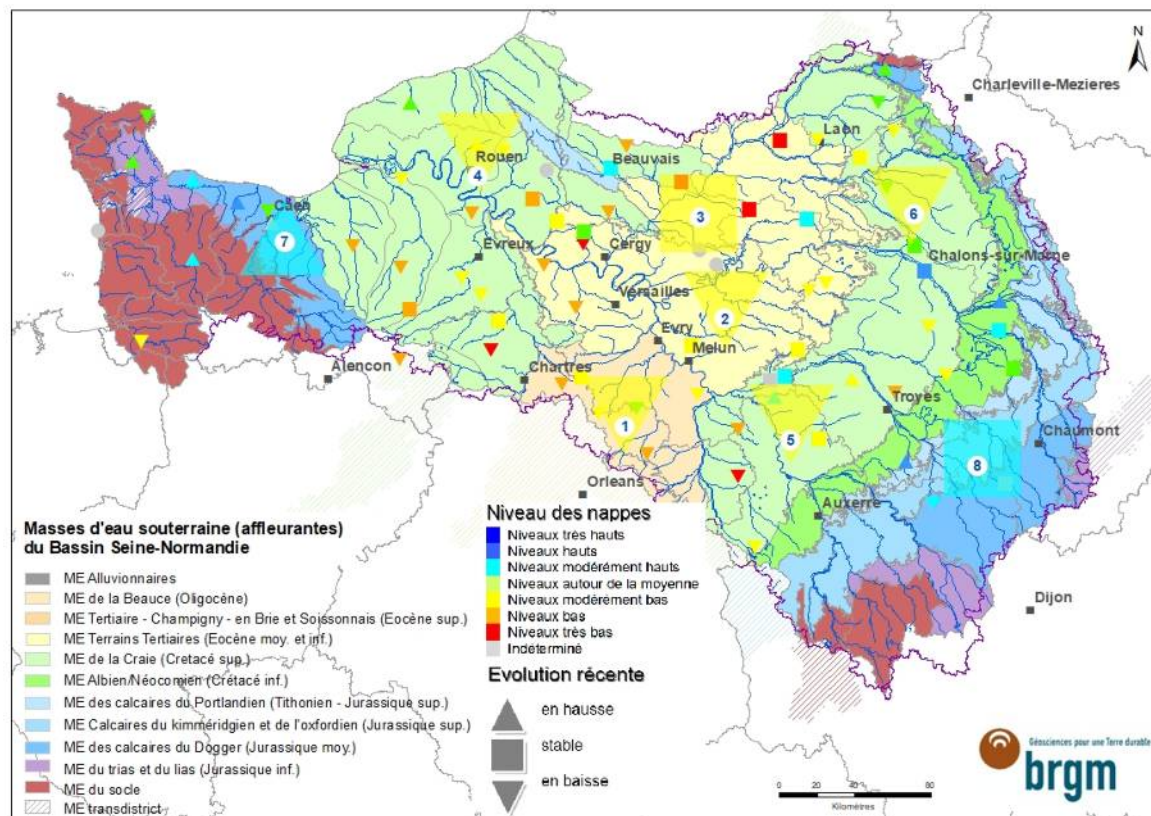 N
Charleville-Mezieres
Laon
Rouen
Beauvais
4
3
6
Caen
7
Evreux
Cergy
Chalons-sur-Marne
Versailles
2
Evry
Melun
Alencon
Chartres
Troyes
1
5
Chaumont
8
Orleans
Auxerre
Dijon
Masses d'eau souterraine (affleurantes)
du Bassin Seine-Normandie
ME Alluvionnaires
ME de la Beauce (Oligocène)
ME Tertiaire - Champigny - en Brie et Soissonnais (Eocène sup.)
ME Terrains Tertiaires (Eocène moy. et inf.)
ME de la Craie (Cretacé sup.)
ME Albien/Néocomien (Crétacé inf.)
ME des calcaires du Portlandien (Tithonien - Jurassique sup.)
ME Calcaires du kimméridgien et de l'oxfordien (Jurassique sup.)
ME des calcaires du Dogger (Jurassique moy.)
ME du trias et du lias (Jurassique inf.)
ME du socle
ME transdistrict
Niveau des nappes
Niveaux très hauts
Niveaux hauts
Niveaux modérément hauts
Niveaux autour de la moyenne
Niveaux modérément bas
Niveaux bas
Niveaux très bas
Indéterminé
Evolution récente
en hausse
stable
en baisse
Géosciences pour une Terre durable
brgm
0 20 40 80
Kilomètres